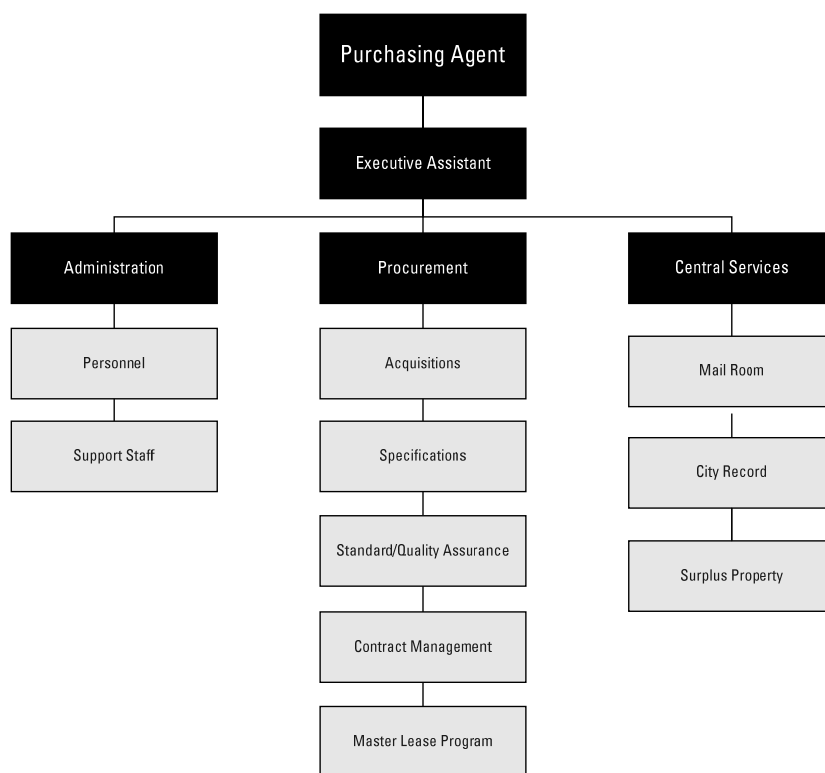 Purchasing Agent
Executive Assistant
Administration
Procurement
Central Services
Personnel
Acquisitions
Mail Room
Support Staff
Specifications
City Record
Standard/Quality Assurance
Surplus Property
Contract Management
Master Lease Program